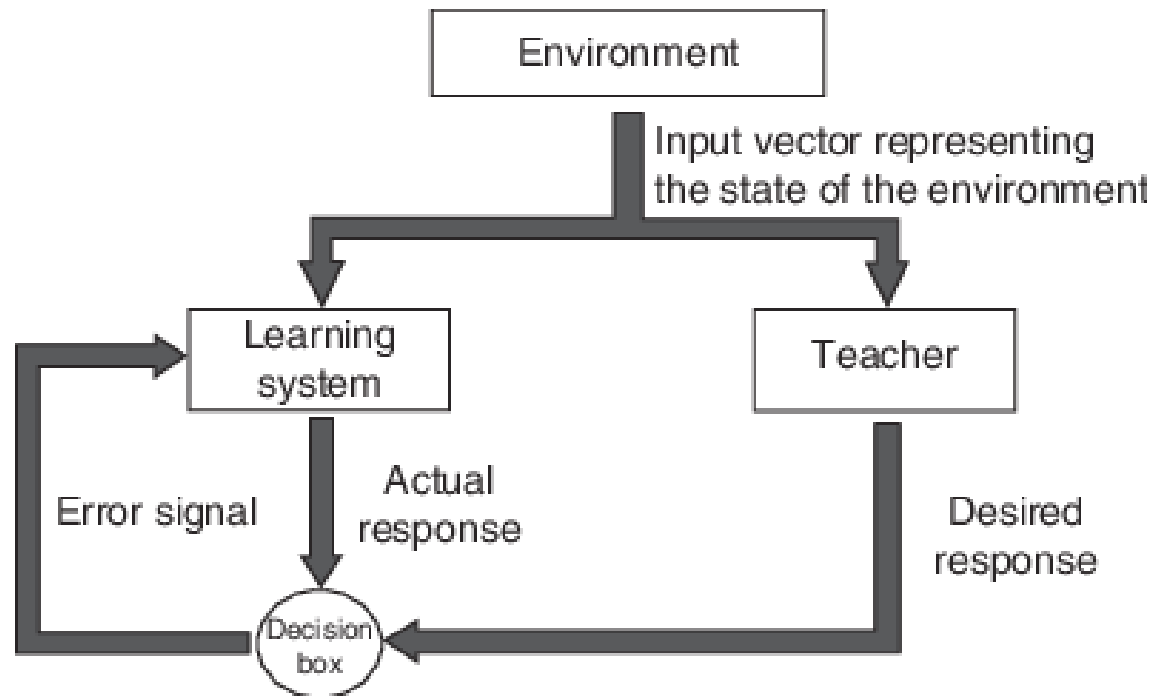 Environment
Input vector representing
the state of the environment
Learning
system
Teacher
Error signal
Actual
response
Desired
response
Decision
box